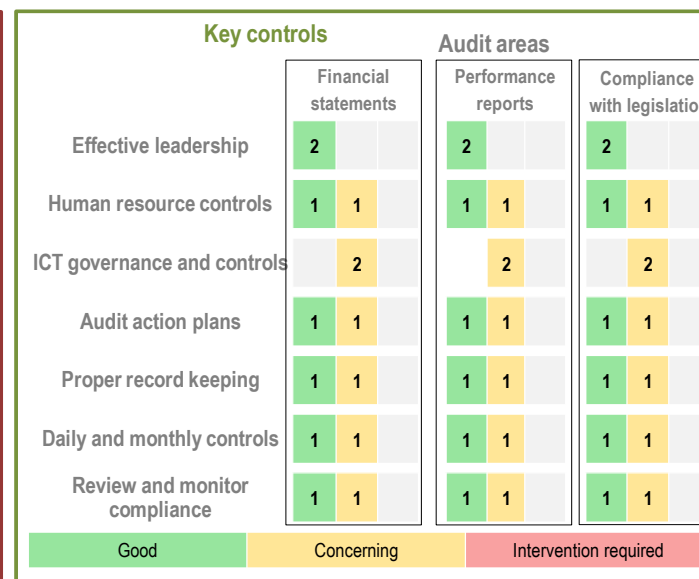 Key controls
Audit areas
Financial statements
Performance reports
Compliance with legislatio
Effective leadership 2 2 2
Human resource controls 1 1 1 1 1 1
ICT governance and controls 2 2 2
Audit action plans 1 1 1 1 1 1
Proper record keeping 1 1 1 1 1 1
Daily and monthly controls 1 1 1 1 1 1
Review and monitor
compliance 1 1 1 1 1 1
Good Concerning Intervention required